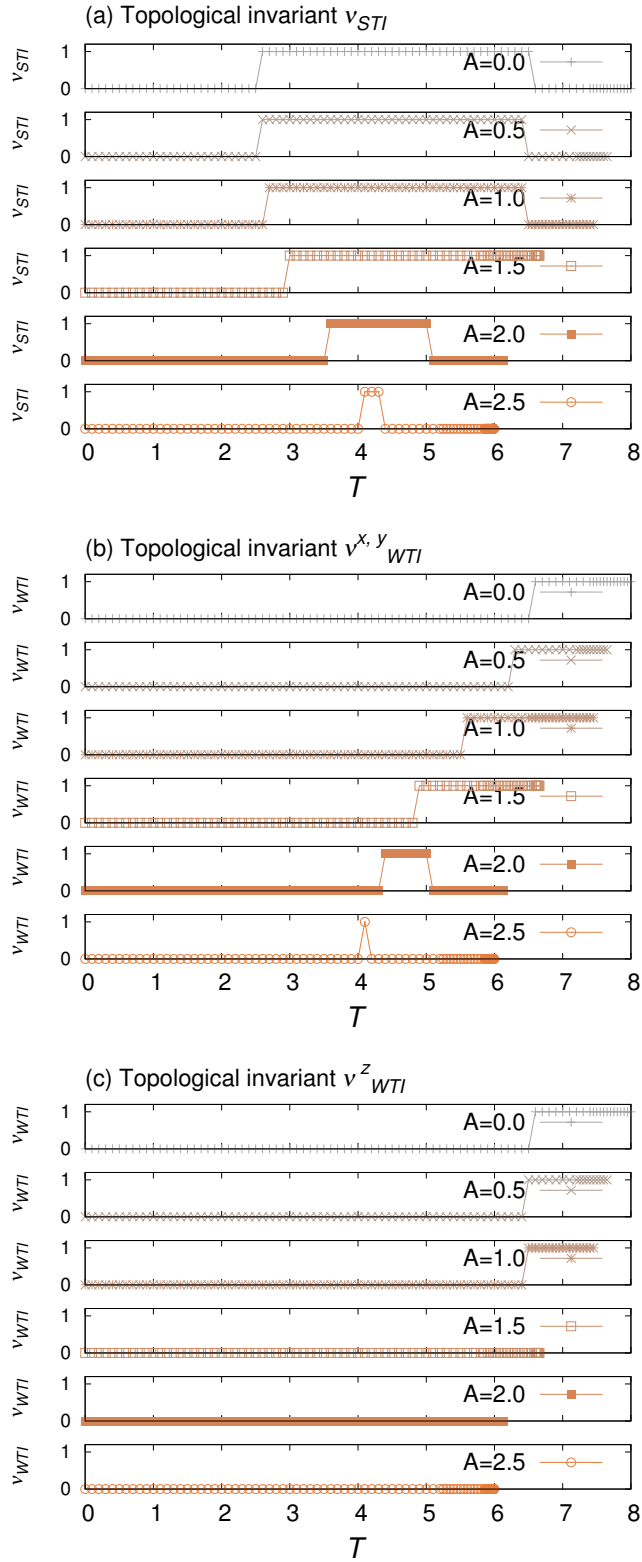 (a) Topological invariant ν_STI
ν_STI 1 0 A=0.0
ν_STI 1 0 A=0.5
ν_STI 1 0 A=1.0
ν_STI 1 0 A=1.5
ν_STI 1 0 A=2.0
ν_STI 1 0 A=2.5
0 1 2 3 4 5 6 7 8
T
(b) Topological invariant ν^{x, y}_WTI
ν_WTI 1 0 A=0.0
ν_WTI 1 0 A=0.5
ν_WTI 1 0 A=1.0
ν_WTI 1 0 A=1.5
ν_WTI 1 0 A=2.0
ν_WTI 1 0 A=2.5
0 1 2 3 4 5 6 7 8
T
(c) Topological invariant ν^z_WTI
ν_WTI 1 0 A=0.0
ν_WTI 1 0 A=0.5
ν_WTI 1 0 A=1.0
ν_WTI 1 0 A=1.5
ν_WTI 1 0 A=2.0
ν_WTI 1 0 A=2.5
0 1 2 3 4 5 6 7 8
T